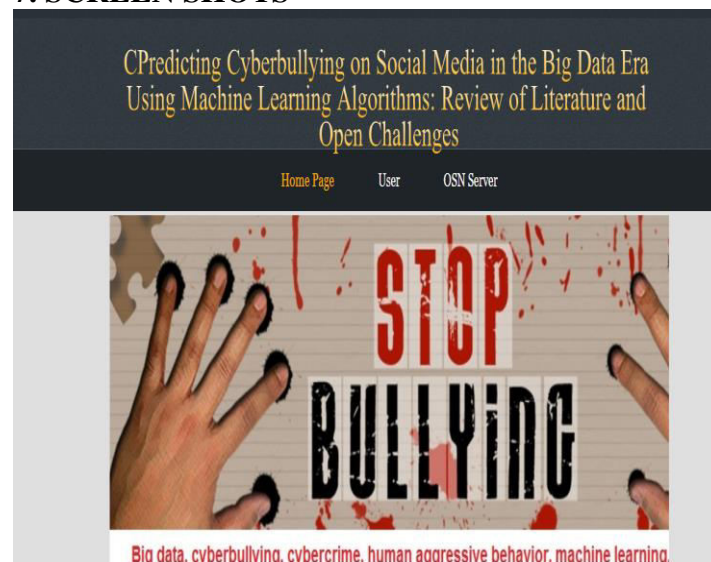 7. SCREEN SHOTS
CPredicting Cyberbullying on Social Media in the Big Data Era
Using Machine Learning Algorithms: Review of Literature and
Open Challenges
Home Page User OSN Server
STOP
BULLYiNG
Big data, cyberbullying, cybercrime, human aggressive behavior, machine learning,